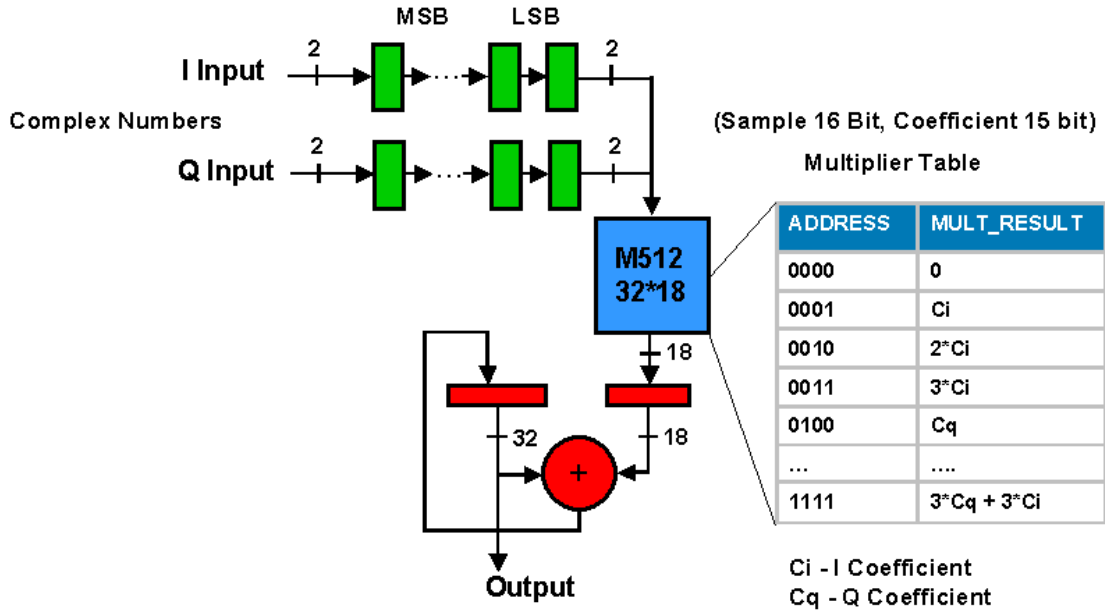 MSB LSB
2 2
I Input
Complex Numbers
2 2
Q Input
(Sample 16 Bit, Coefficient 15 bit)
Multiplier Table
ADDRESS MULT_RESULT
0000 0
0001 Ci
0010 2*Ci
0011 3*Ci
0100 Cq
... ....
1111 3*Cq + 3*Ci
M512
32*18
18
32 18
+
Output
Ci - I Coefficient
Cq - Q Coefficient